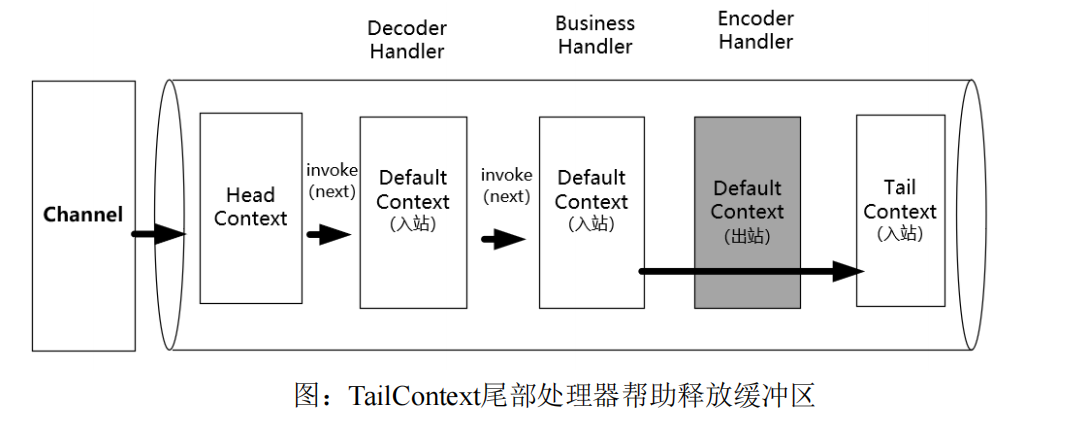 Decoder
Handler
Business
Handler
Encoder
Handler
Channel
Head
Context
invoke
(next)
Default
Context
(入站)
invoke
(next)
Default
Context
(入站)
Default
Context
(出站)
Tail
Context
(入站)
图：TailContext尾部处理器帮助释放缓冲区